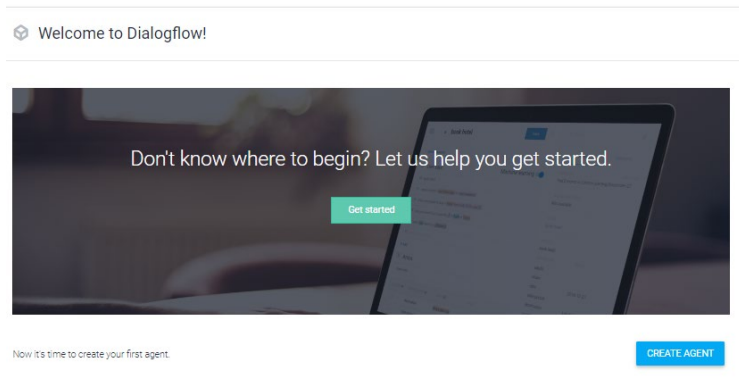 Welcome to Dialogflow!
Don't know where to begin? Let us help you get started.
Get started
Now it's time to create your first agent.
CREATE AGENT